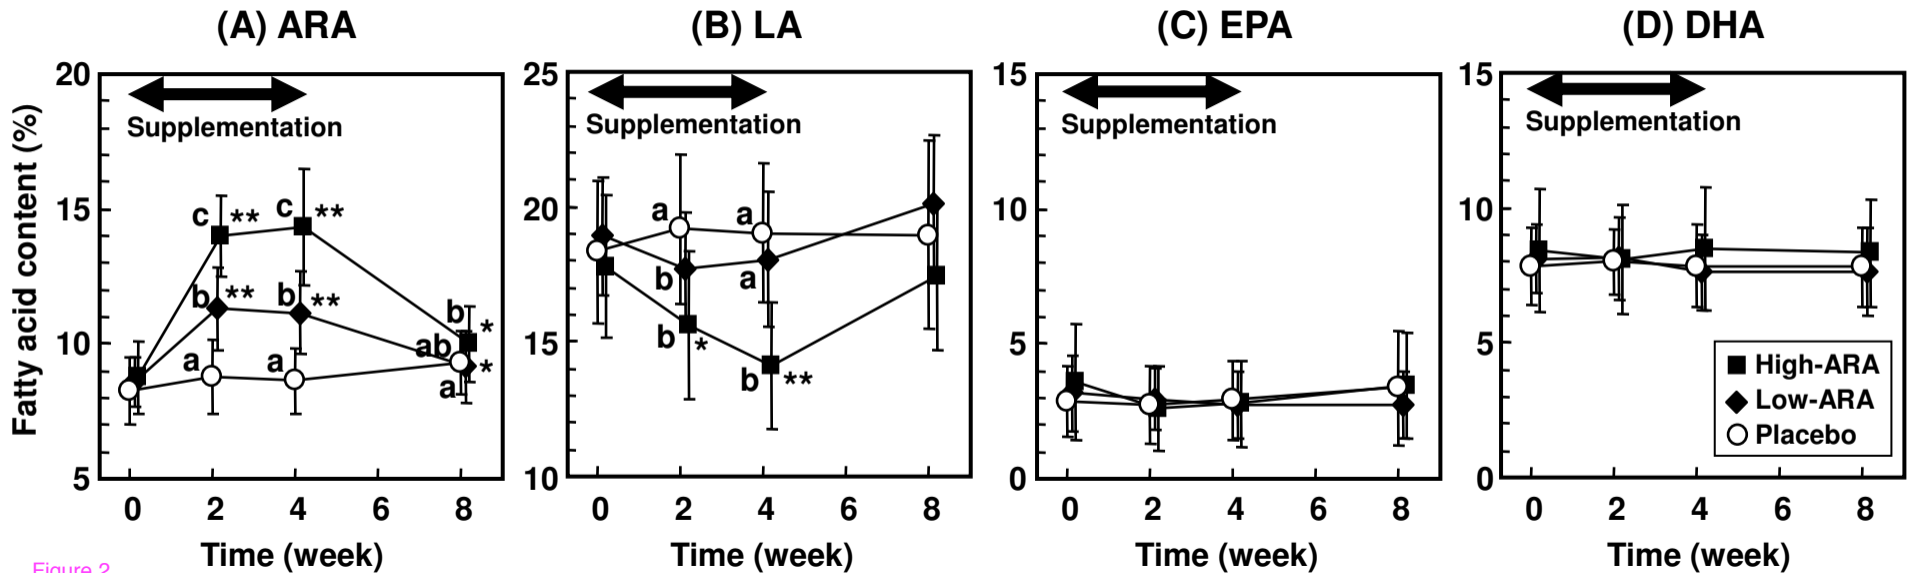 (A) ARA
(B) LA
(C) EPA
(D) DHA
Fatty acid content (%)
20
15
10
5
Supplementation
c
**
c
**
b
**
b
**
a
a
b
*
ab
*
a
0 2 4 6 8
Time (week)
25
20
15
10
Supplementation
a
a
b
a
b
*
b
**
0 2 4 6 8
Time (week)
15
10
5
0
Supplementation
0 2 4 6 8
Time (week)
15
10
5
0
Supplementation
High-ARA
Low-ARA
Placebo
0 2 4 6 8
Time (week)
Figure 2